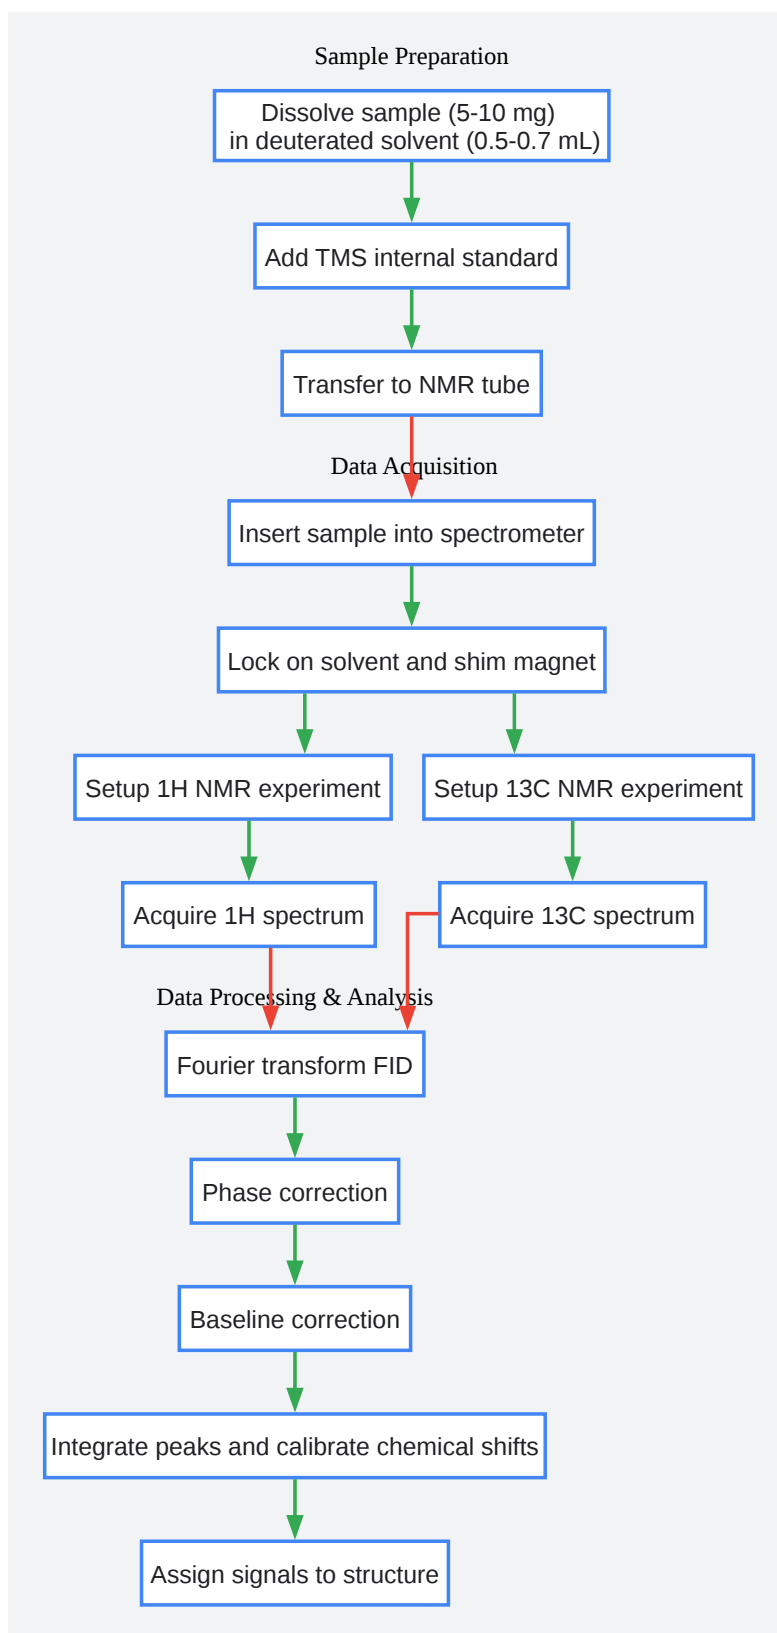 Sample Preparation
Dissolve sample (5-10 mg)
in deuterated solvent (0.5-0.7 mL)
Add TMS internal standard
Transfer to NMR tube
Data Acquisition
Insert sample into spectrometer
Lock on solvent and shim magnet
Setup 1H NMR experiment
Setup 13C NMR experiment
Acquire 1H spectrum
Acquire 13C spectrum
Data Processing & Analysis
Fourier transform FID
Phase correction
Baseline correction
Integrate peaks and calibrate chemical shifts
Assign signals to structure